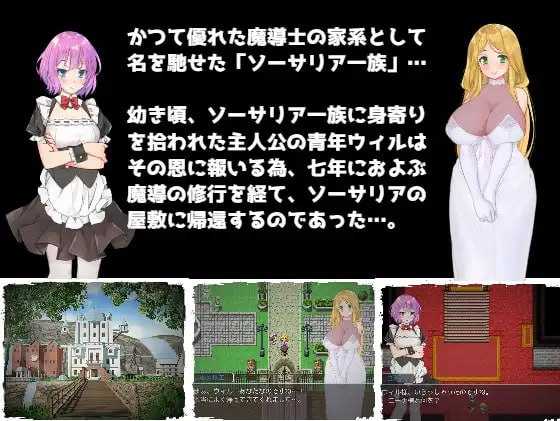 かつて優れた魔導士の家系として
名を馳せた「ソーサリア一族」…
幼き頃、ソーサリア一族に身寄り
を拾われた主人公の青年ウィルは
その恩に報いる為、七年におよぶ
魔導の修行を経て、ソーサリアの
屋敷に帰還するのであった…。